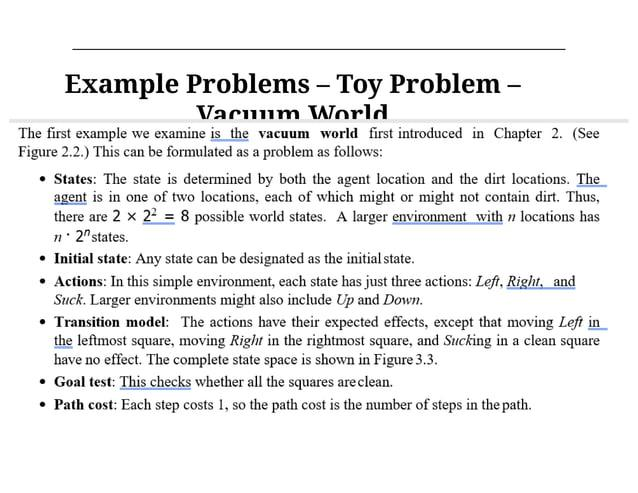 Example Problems – Toy Problem –
Vacuum World
The first example we examine is the vacuum world first introduced in Chapter 2. (See
Figure 2.2.) This can be formulated as a problem as follows:
• States: The state is determined by both the agent location and the dirt locations. The
agent is in one of two locations, each of which might or might not contain dirt. Thus,
there are 2 × 2² = 8 possible world states. A larger environment with n locations has
n · 2ⁿ states.
• Initial state: Any state can be designated as the initial state.
• Actions: In this simple environment, each state has just three actions: Left, Right, and
Suck. Larger environments might also include Up and Down.
• Transition model: The actions have their expected effects, except that moving Left in
the leftmost square, moving Right in the rightmost square, and Sucking in a clean square
have no effect. The complete state space is shown in Figure 3.3.
• Goal test: This checks whether all the squares are clean.
• Path cost: Each step costs 1, so the path cost is the number of steps in the path.